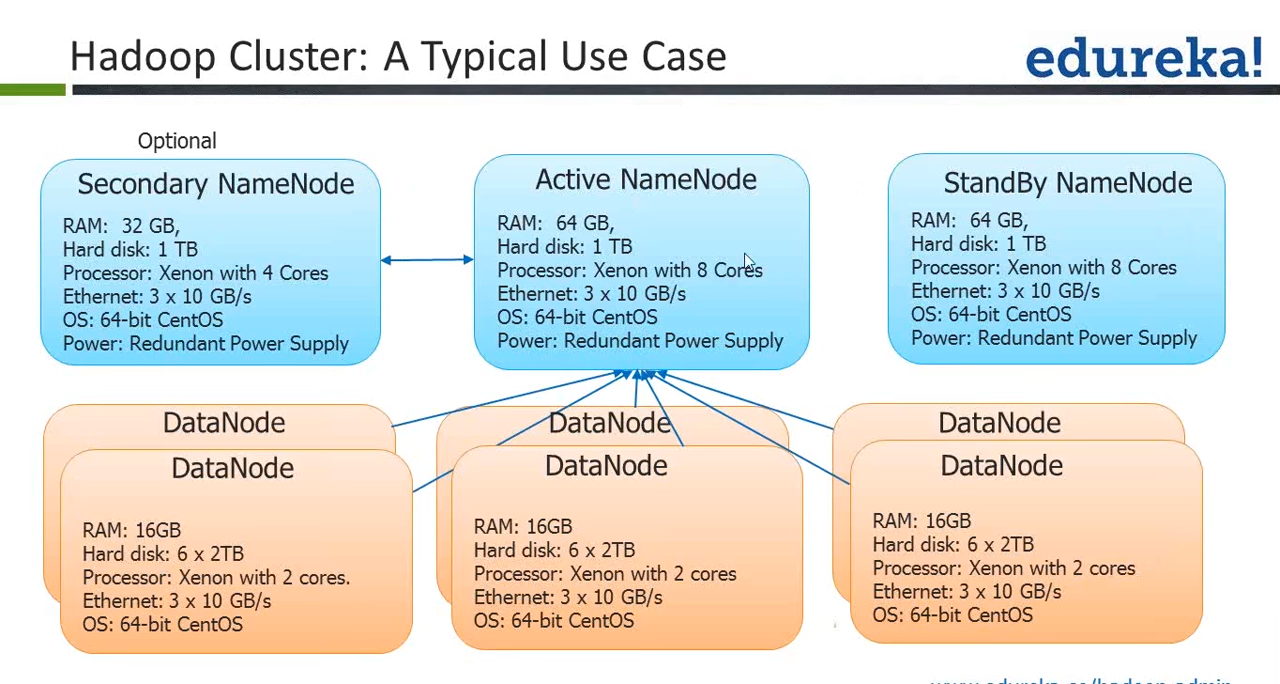 Hadoop Cluster: A Typical Use Case
edureka!
Optional
Secondary NameNode
RAM: 32 GB,
Hard disk: 1 TB
Processor: Xenon with 4 Cores
Ethernet: 3 x 10 GB/s
OS: 64-bit CentOS
Power: Redundant Power Supply
Active NameNode
RAM: 64 GB,
Hard disk: 1 TB
Processor: Xenon with 8 Cores
Ethernet: 3 x 10 GB/s
OS: 64-bit CentOS
Power: Redundant Power Supply
StandBy NameNode
RAM: 64 GB,
Hard disk: 1 TB
Processor: Xenon with 8 Cores
Ethernet: 3 x 10 GB/s
OS: 64-bit CentOS
Power: Redundant Power Supply
DataNode
DataNode
RAM: 16GB
Hard disk: 6 x 2TB
Processor: Xenon with 2 cores.
Ethernet: 3 x 10 GB/s
OS: 64-bit CentOS
DataNode
DataNode
RAM: 16GB
Hard disk: 6 x 2TB
Processor: Xenon with 2 cores
Ethernet: 3 x 10 GB/s
OS: 64-bit CentOS
DataNode
DataNode
RAM: 16GB
Hard disk: 6 x 2TB
Processor: Xenon with 2 cores
Ethernet: 3 x 10 GB/s
OS: 64-bit CentOS